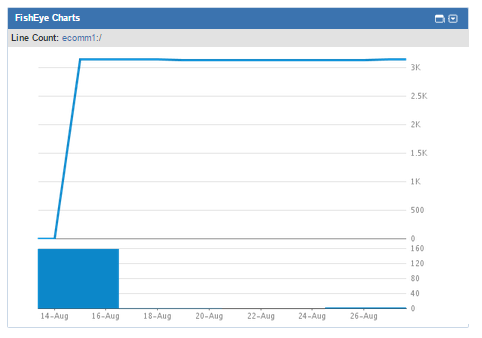 FishEye Charts
Line Count: ecomm1:/
3K
2.5K
2K
1.5K
1K
500
0
160
120
80
40
0
14-Aug 16-Aug 18-Aug 20-Aug 22-Aug 24-Aug 26-Aug